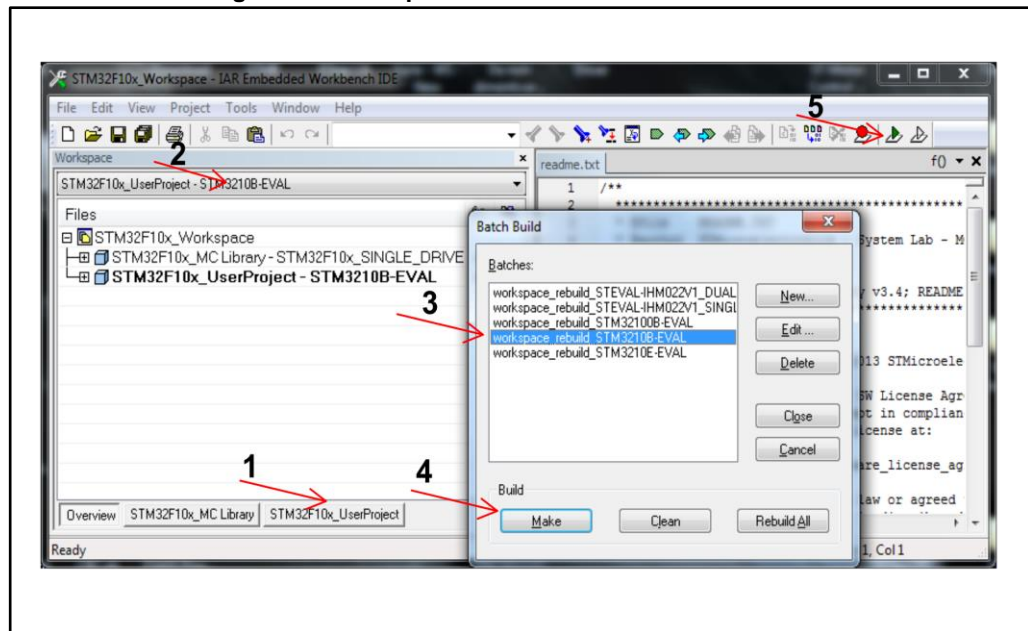 STM32F10x_Workspace - IAR Embedded Workbench IDE
File Edit View Project Tools Window Help
5
Workspace
2
readme.txt
f()
STM32F10x_UserProject - STM3210B-EVAL
1 /**
2 ********************************************
Files
Batch Build
STM32F10x_Workspace
System Lab - M
STM32F10x_MC Library - STM32F10x_SINGLE_DRIVE
Batches:
STM32F10x_UserProject - STM3210B-EVAL
v3.4; README
3
workspace_rebuild_STEVAL-IHM022V1_DUAL
New...
workspace_rebuild_STEVAL-IHM022V1_SINGL
workspace_rebuild_STM32100B-EVAL
Edit ...
workspace_rebuild_STM3210B-EVAL
workspace_rebuild_STM3210E-EVAL
Delete
013 STMicroele
SW License Agr
Close
ot in complian
icense at:
Cancel
are_license_ag
1
4
Build
law or agreed
Overview STM32F10x_MC Library STM32F10x_UserProject
Make Clean Rebuild All
Ready
1, Col 1